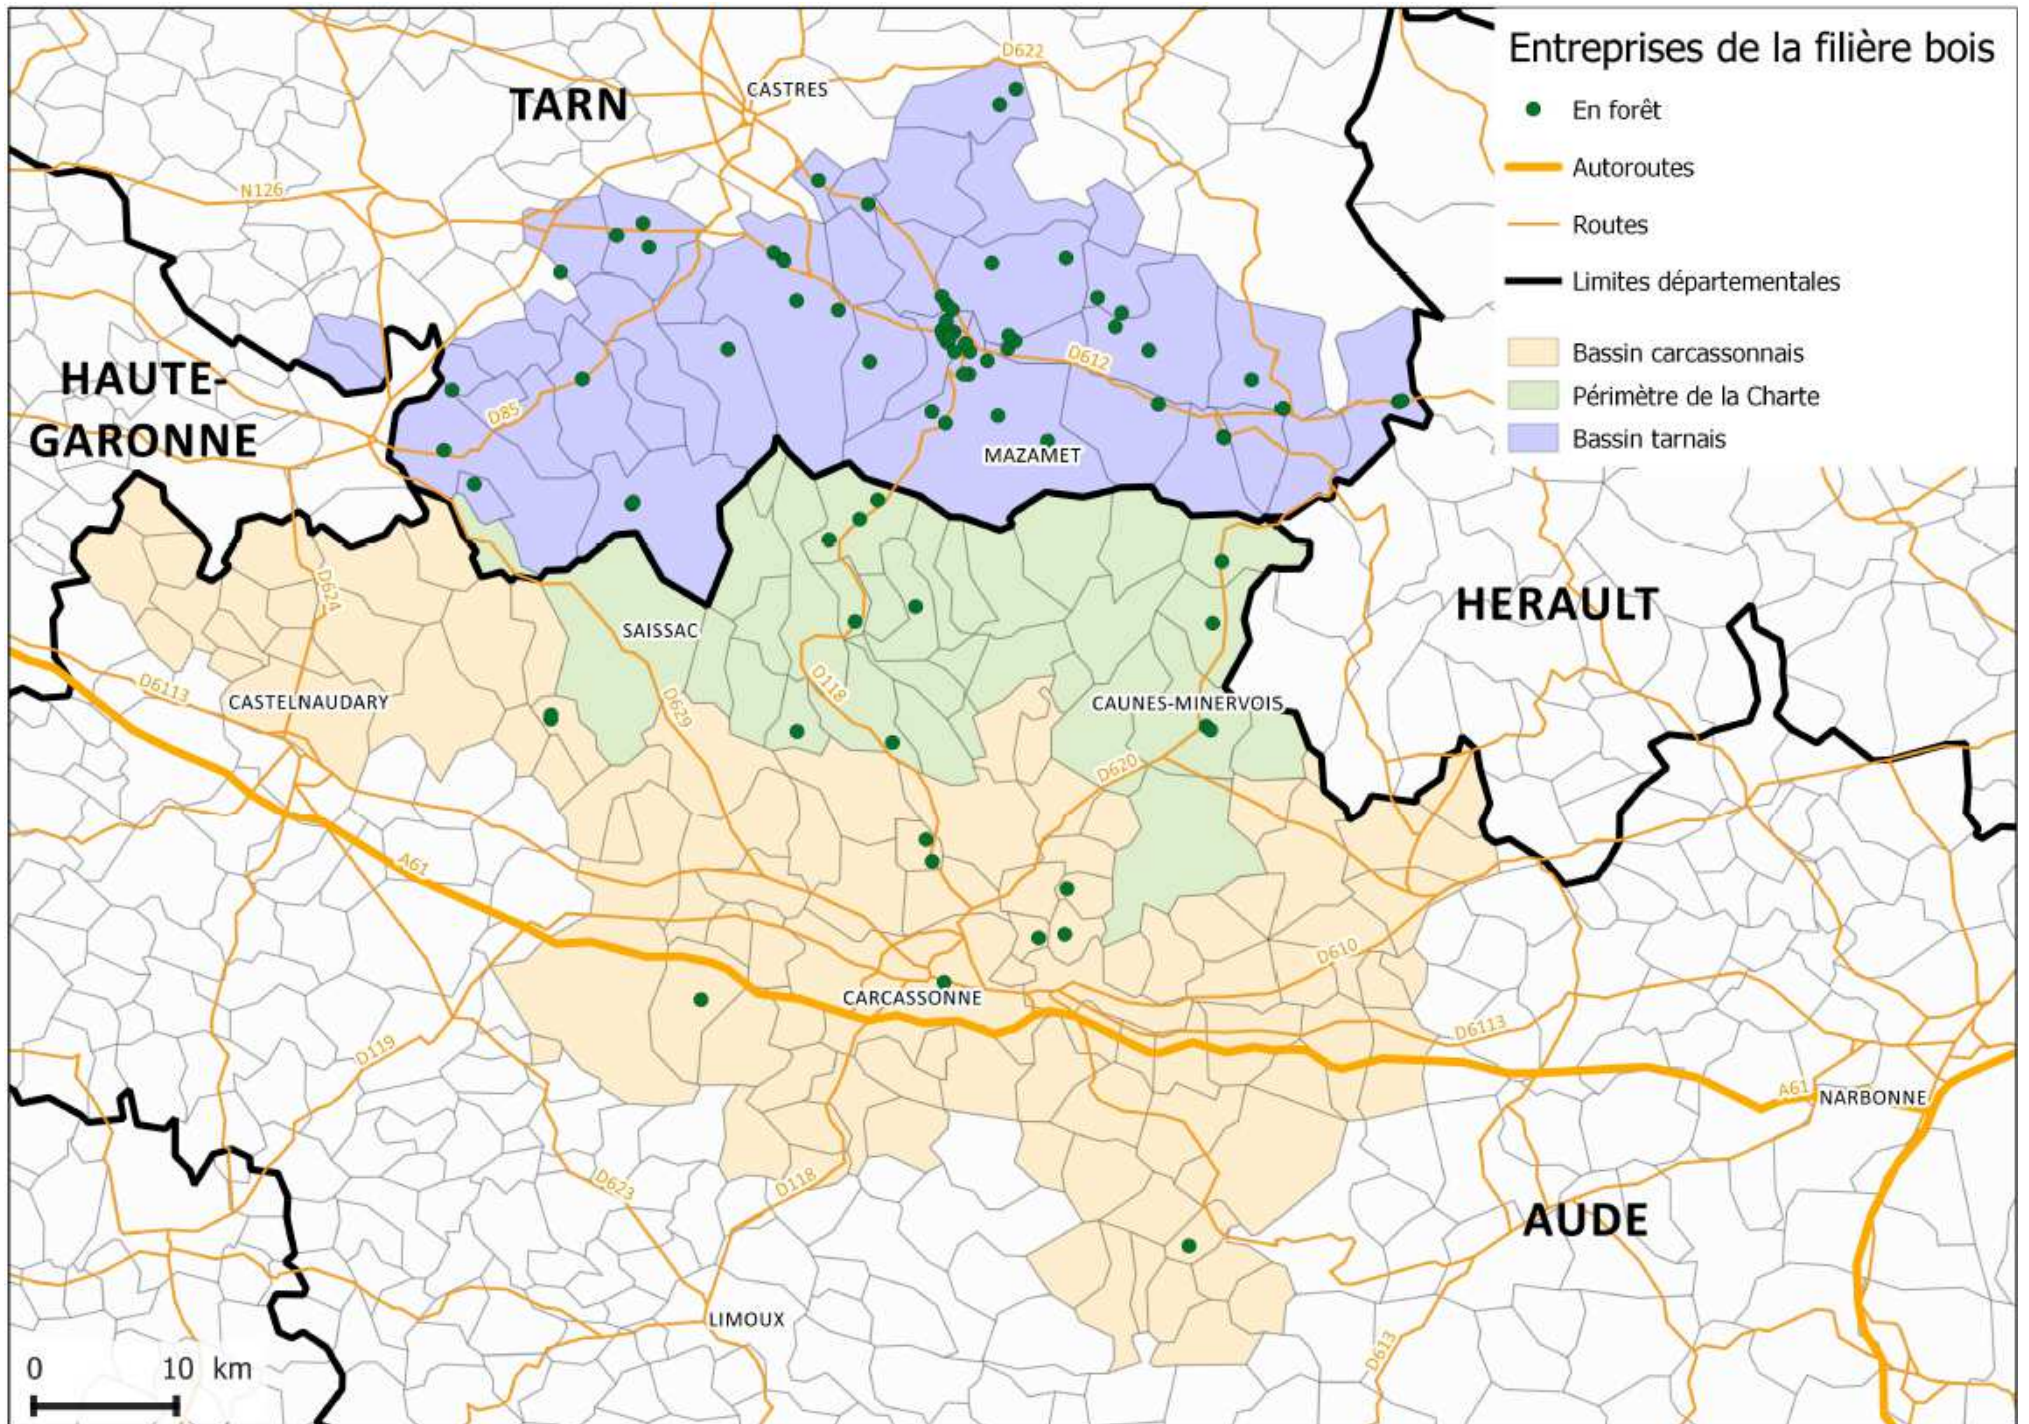 Entreprises de la filière bois
En forêt
Autoroutes
Routes
Limites départementales
Bassin carcassonnais
Périmètre de la Charte
Bassin tarnais
D622
CASTRES
TARN
N126
D612
HAUTE-
GARONNE
D85
MAZAMET
D624
HERAULT
SAISSAC
D6113
CASTELNAUDARY
D629
D118
CAUNES-MINERVOIS
D620
A61
D610
CARCASSONNE
D6113
D119
A61
NARBONNE
D623
D118
AUDE
LIMOUX
D613
0 10 km